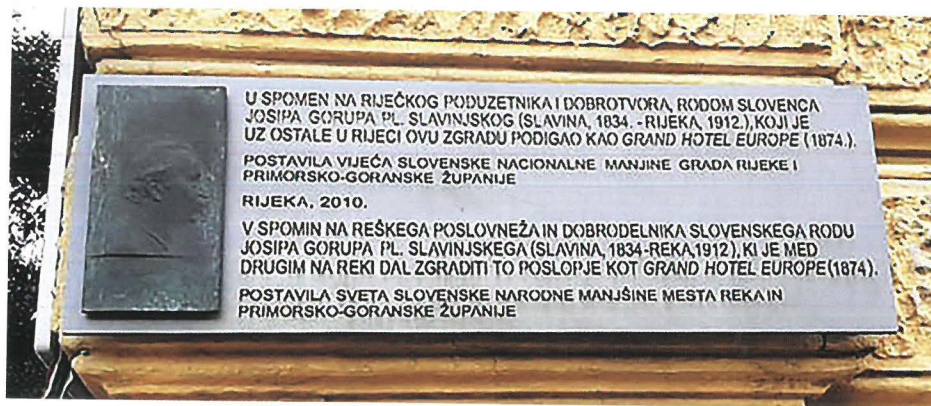 U SPOMEN NA RIJEČKOG PODUZETNIKA I DOBROTVORA, RODOM SLOVENCA
JOSIPA GORUPA PL. SLAVINJSKOG (SLAVINA, 1834. - RIJEKA, 1912.), KOJI JE
UZ OSTALE U RIJECI OVU ZGRADU PODIGAO KAO GRAND HOTEL EUROPE (1874.).
POSTAVILA VIJEĆA SLOVENSKE NACIONALNE MANJINE GRADA RIJEKE I
PRIMORSKO-GORANSKE ŽUPANIJE
RIJEKA, 2010.
V SPOMIN NA REŠKEGA POSLOVNEŽA IN DOBRODELNIKA SLOVENSKEGA RODU
JOSIPA GORUPA PL. SLAVINJSKEGA (SLAVINA, 1834-REKA,1912), KI JE MED
DRUGIM NA REKI DAL ZGRADITI TO POSLOPJE KOT GRAND HOTEL EUROPE (1874).
POSTAVILA SVETA SLOVENSKE NARODNE MANJŠINE MESTA REKA IN
PRIMORSKO-GORANSKE ŽUPANIJE